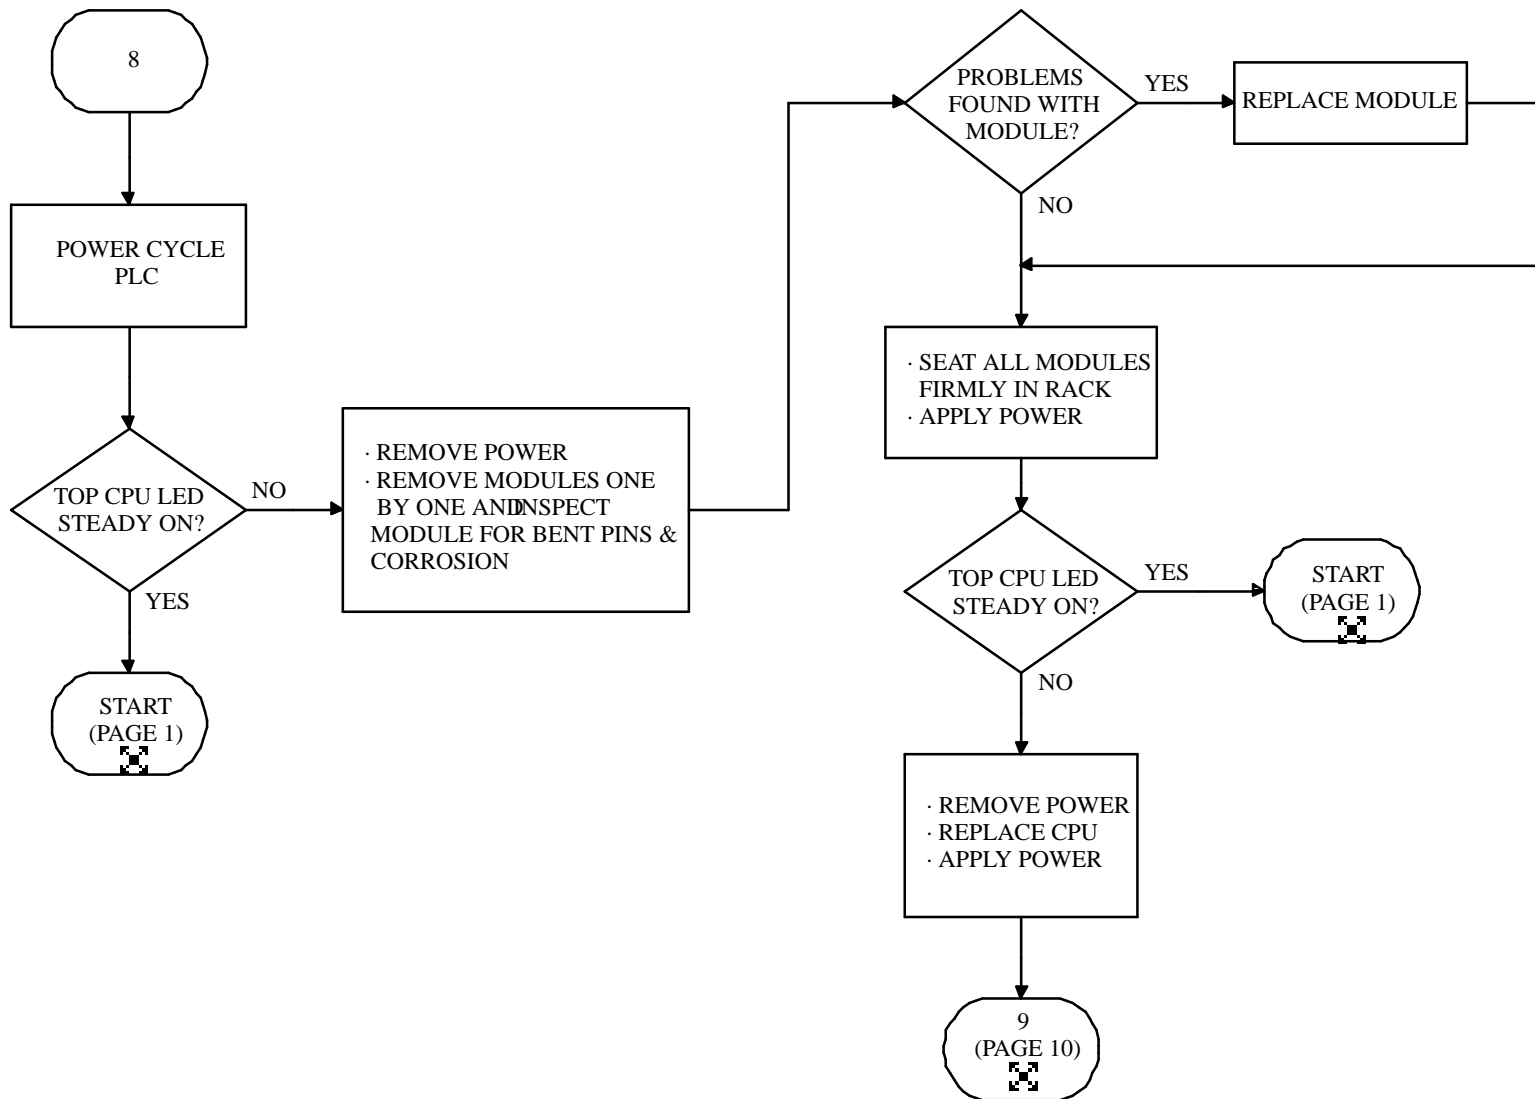 8
POWER CYCLE
PLC
TOP CPU LED
STEADY ON?
NO
YES
START
(PAGE 1)
· REMOVE POWER
· REMOVE MODULES ONE
BY ONE AND INSPECT
MODULE FOR BENT PINS &
CORROSION
PROBLEMS
FOUND WITH
MODULE?
YES
REPLACE MODULE
NO
· SEAT ALL MODULES
FIRMLY IN RACK
· APPLY POWER
TOP CPU LED
STEADY ON?
YES
START
(PAGE 1)
NO
· REMOVE POWER
· REPLACE CPU
· APPLY POWER
9
(PAGE 10)